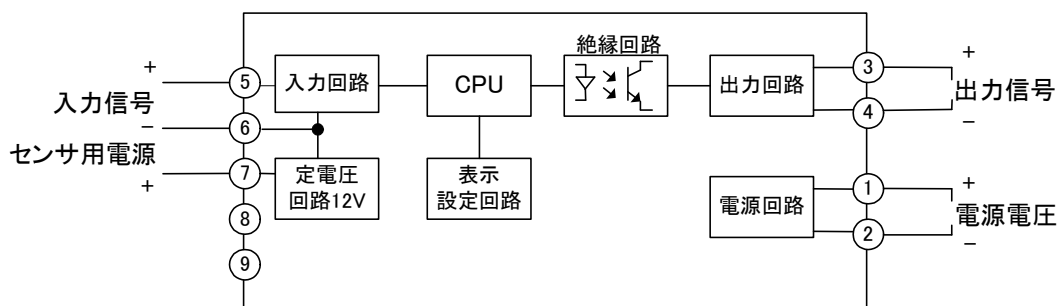 絶縁回路
+
入力信号
−
センサ用電源
+
5
6
7
8
9
入力回路
定電圧
回路12V
CPU
表示
設定回路
出力回路
電源回路
3
4
1
2
+
出力信号
−
+
電源電圧
−